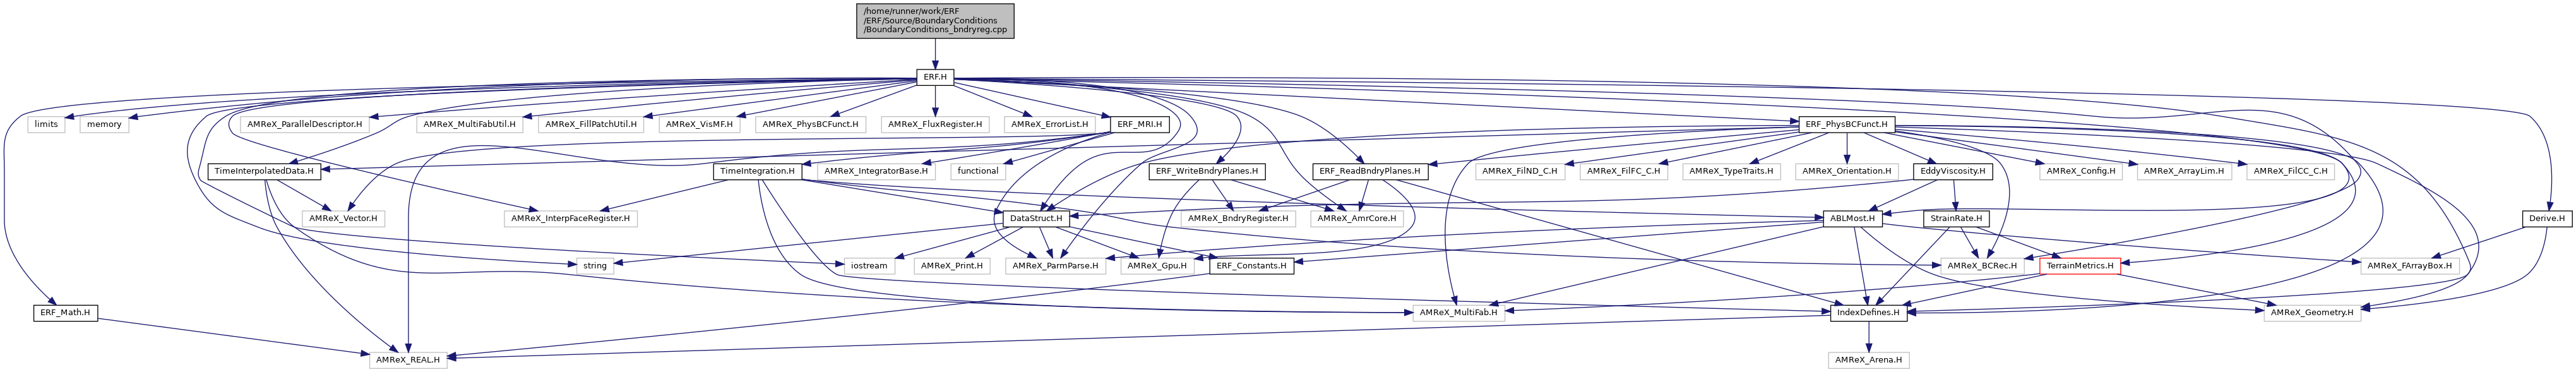 /home/runner/work/ERF
/ERF/Source/BoundaryConditions
/BoundaryConditions_bndryreg.cpp
ERF.H
limits
memory
AMReX_ParallelDescriptor.H
AMReX_MultiFabUtil.H
AMReX_FillPatchUtil.H
AMReX_VisMF.H
AMReX_PhysBCFunct.H
AMReX_FluxRegister.H
AMReX_ErrorList.H
ERF_MRI.H
ERF_PhysBCFunct.H
TimeInterpolatedData.H
TimeIntegration.H
AMReX_IntegratorBase.H
functional
ERF_WriteBndryPlanes.H
ERF_ReadBndryPlanes.H
AMReX_FilND_C.H
AMReX_FilFC_C.H
AMReX_TypeTraits.H
AMReX_Orientation.H
EddyViscosity.H
AMReX_Config.H
AMReX_ArrayLim.H
AMReX_FilCC_C.H
AMReX_Vector.H
AMReX_InterpFaceRegister.H
DataStruct.H
AMReX_BndryRegister.H
AMReX_AmrCore.H
ABLMost.H
StrainRate.H
Derive.H
string
iostream
AMReX_Print.H
AMReX_ParmParse.H
AMReX_Gpu.H
ERF_Constants.H
AMReX_BCRec.H
TerrainMetrics.H
AMReX_FArrayBox.H
ERF_Math.H
AMReX_MultiFab.H
IndexDefines.H
AMReX_Geometry.H
AMReX_REAL.H
AMReX_Arena.H